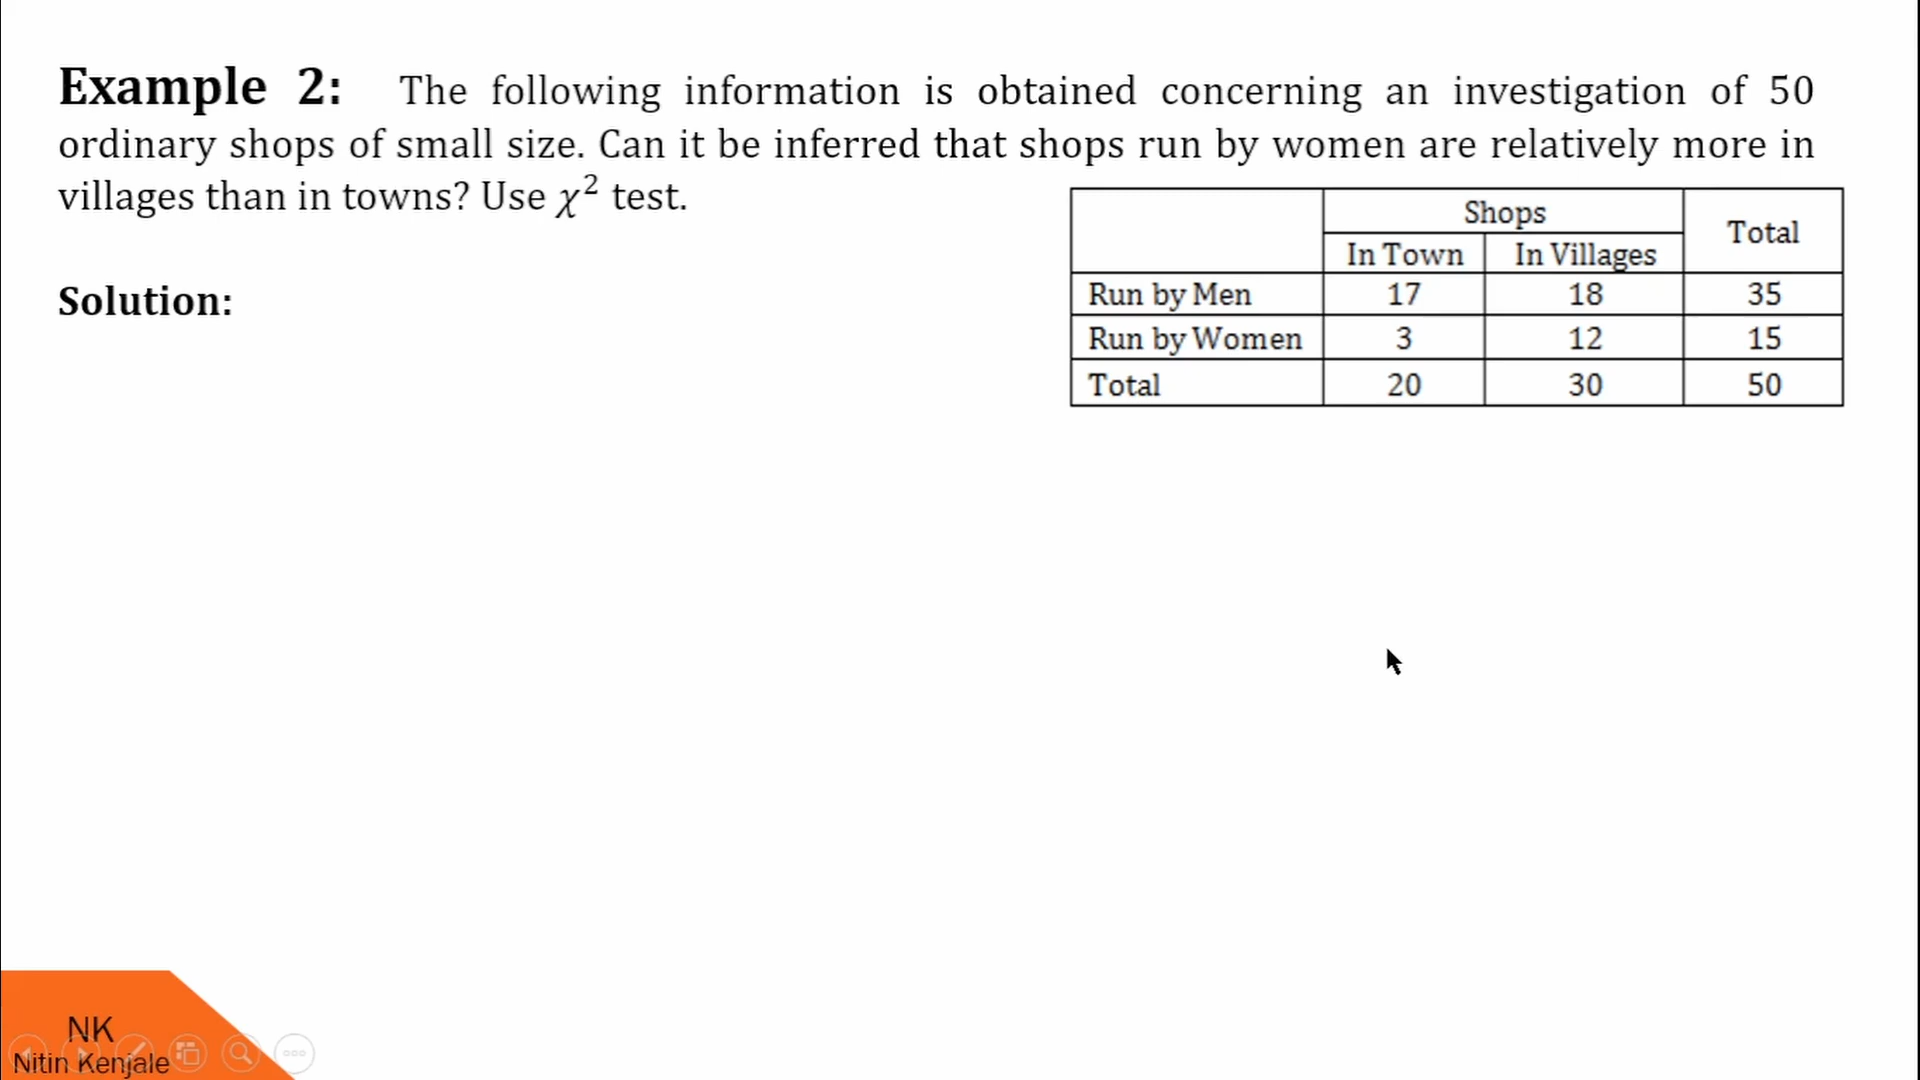 Example 2: The following information is obtained concerning an investigation of 50
ordinary shops of small size. Can it be inferred that shops run by women are relatively more in
villages than in towns? Use χ² test.
Shops Total
In Town In Villages
Run by Men 17 18 35
Run by Women 3 12 15
Total 20 30 50
Solution:
NK
Nitin Kenjale